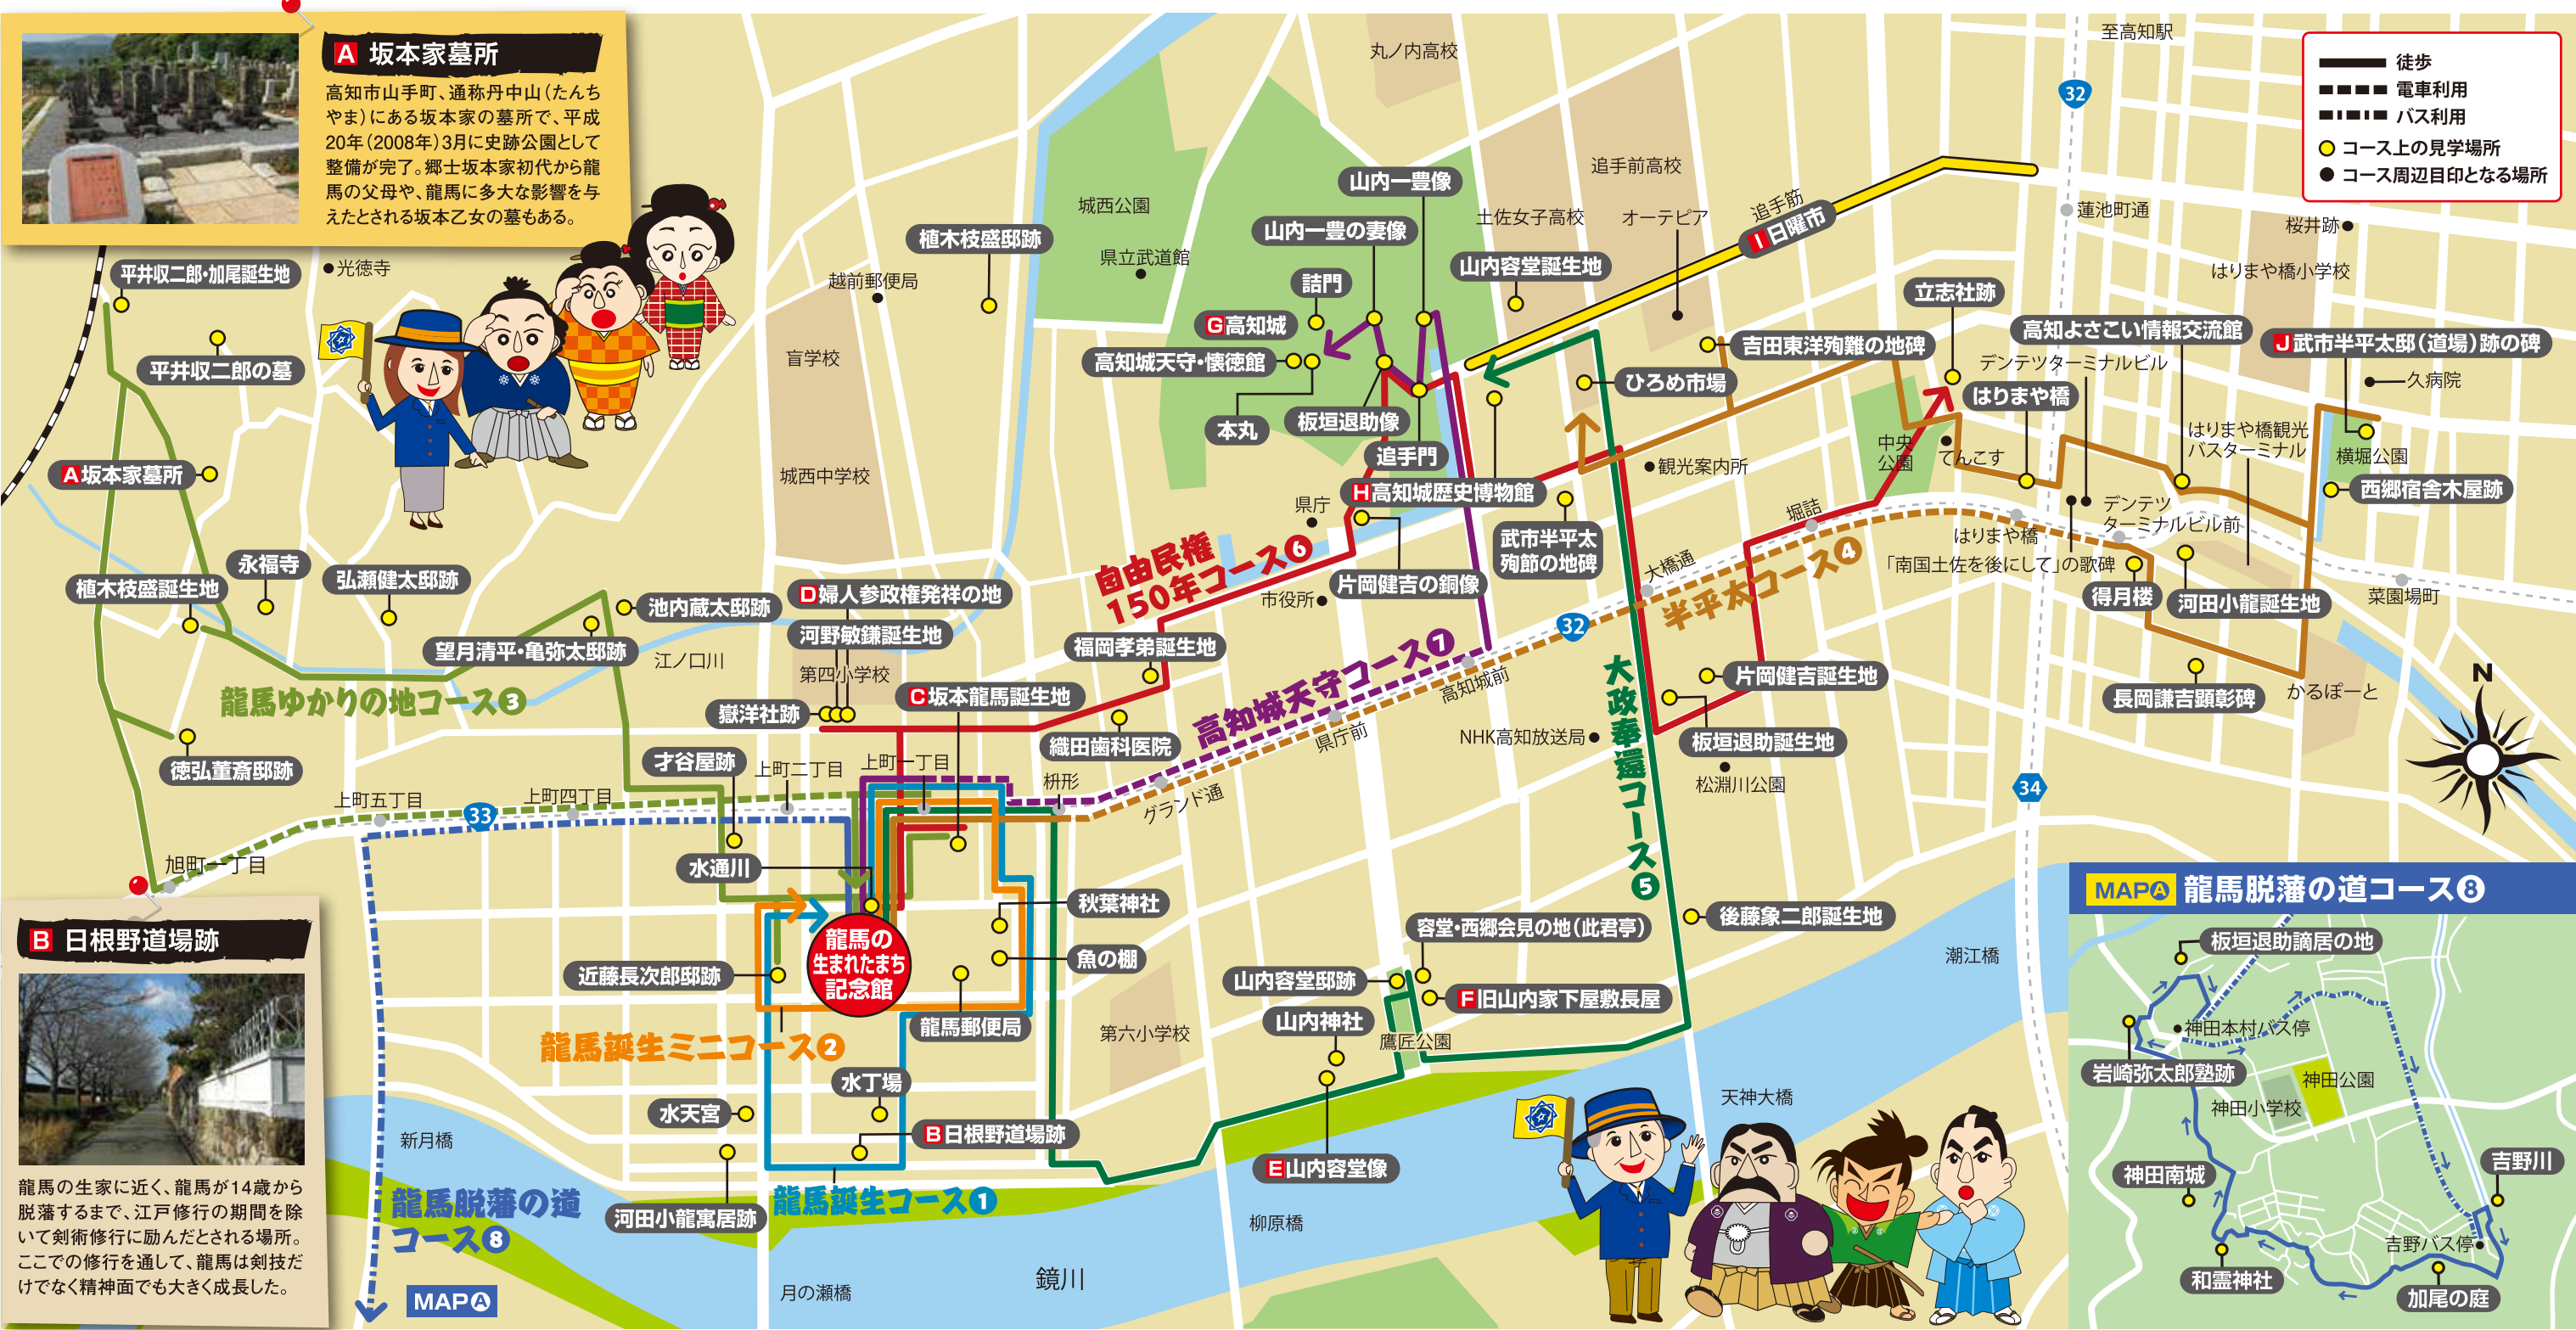 A 坂本家墓所
高知市山手町、通称丹中山（たんち
やま）にある坂本家の墓所で、平成
20年（2008年）3月に史跡公園として
整備が完了。郷士坂本家初代から龍
馬の父母や、龍馬に多大な影響を与
えたとされる坂本乙女の墓もある。
徒歩
電車利用
バス利用
コース上の見学場所
コース周辺目印となる場所
至高知駅
32
丸ノ内高校
追手前高校
土佐女子高校
オーテピア
追手筋
I 日曜市
蓮池町通
桜井跡
はりまや橋小学校
城西公園
県立武道館
植木枝盛邸跡
越前郵便局
盲学校
城西中学校
山内一豊像
山内一豊の妻像
詰門
G 高知城
高知城天守・懐徳館
本丸
板垣退助像
追手門
山内容堂誕生地
H 高知城歴史博物館
片岡健吉の銅像
県庁
市役所
武市半平太
殉節の地碑
ひろめ市場
吉田東洋殉難の地碑
観光案内所
立志社跡
中央
公園
てんこす
はりまや橋
高知よさこい情報交流館
デンテツターミナルビル
J 武市半平太邸（道場）跡の碑
久病院
はりまや橋観光
バスターミナル
横堀公園
西郷宿舎木屋跡
デンテツ
ターミナルビル前
はりまや橋
「南国土佐を後にして」の歌碑
得月楼
河田小龍誕生地
菜園場町
長岡謙吉顕彰碑
かるぽーと
N
堀詰
大橋通
32
半平太コース4
高知城前
県庁前
グランド通
枡形
自由民権
150年コース6
高知城天守コース7
大政奉還コース5
片岡健吉誕生地
板垣退助誕生地
NHK高知放送局
松淵川公園
34
平井収二郎・加尾誕生地
光徳寺
平井収二郎の墓
A 坂本家墓所
植木枝盛誕生地
永福寺
弘瀬健太邸跡
池内蔵太邸跡
望月清平・亀弥太邸跡
江ノ口川
龍馬ゆかりの地コース3
徳弘董斎邸跡
D 婦人参政権発祥の地
河野敏鎌誕生地
第四小学校
嶽洋社跡
C 坂本龍馬誕生地
福岡孝弟誕生地
織田歯科医院
才谷屋跡
上町一丁目
上町二丁目
上町四丁目
上町五丁目
33
旭町一丁目
水通川
龍馬の
生まれたまち
記念館
近藤長次郎邸跡
秋葉神社
魚の棚
龍馬郵便局
龍馬誕生ミニコース2
水丁場
水天宮
B 日根野道場跡
河田小龍寓居跡
龍馬誕生コース1
第六小学校
山内容堂邸跡
容堂・西郷会見の地（此君亭）
F 旧山内家下屋敷長屋
山内神社
鷹匠公園
E 山内容堂像
後藤象二郎誕生地
潮江橋
天神大橋
柳原橋
鏡川
月の瀬橋
新月橋
龍馬脱藩の道
コース8
MAP A
B 日根野道場跡
龍馬の生家に近く、龍馬が14歳から
脱藩するまで、江戸修行の期間を除
いて剣術修行に励んだとされる場所。
ここでの修行を通して、龍馬は剣技だ
けでなく精神面でも大きく成長した。
MAP A 龍馬脱藩の道コース8
板垣退助謫居の地
神田本村バス停
岩崎弥太郎塾跡
神田公園
神田小学校
神田南城
吉野川
吉野バス停
和霊神社
加尾の庭